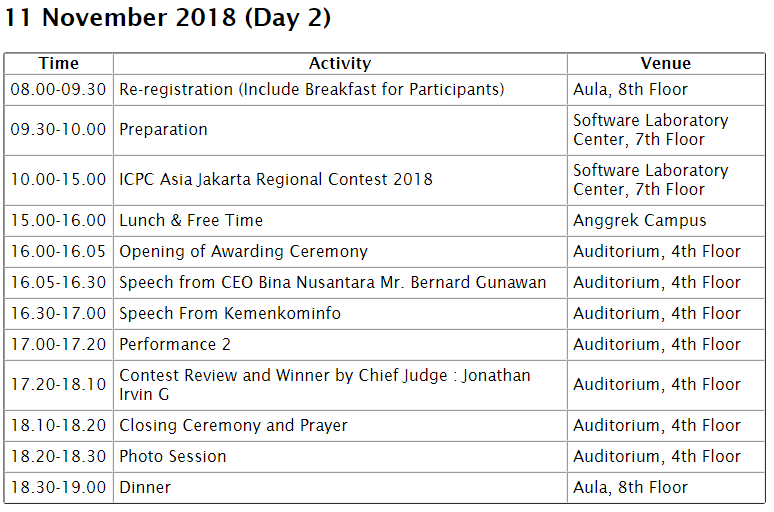 11 November 2018 (Day 2)
Time Activity Venue
08.00-09.30 Re-registration (Include Breakfast for Participants) Aula, 8th Floor
09.30-10.00 Preparation Software Laboratory
Center, 7th Floor
10.00-15.00 ICPC Asia Jakarta Regional Contest 2018 Software Laboratory
Center, 7th Floor
15.00-16.00 Lunch & Free Time Anggrek Campus
16.00-16.05 Opening of Awarding Ceremony Auditorium, 4th Floor
16.05-16.30 Speech from CEO Bina Nusantara Mr. Bernard Gunawan Auditorium, 4th Floor
16.30-17.00 Speech From Kemenkominfo Auditorium, 4th Floor
17.00-17.20 Performance 2 Auditorium, 4th Floor
17.20-18.10 Contest Review and Winner by Chief Judge : Jonathan Auditorium, 4th Floor
Irvin G
18.10-18.20 Closing Ceremony and Prayer Auditorium, 4th Floor
18.20-18.30 Photo Session Auditorium, 4th Floor
18.30-19.00 Dinner Aula, 8th Floor